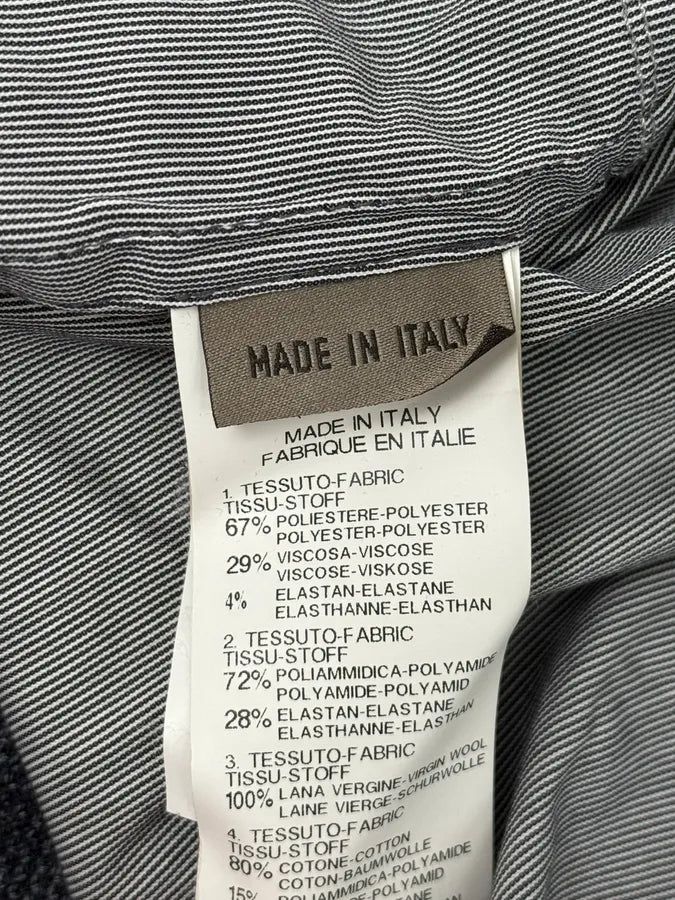 MADE IN ITALY
MADE IN ITALY
FABRIQUE EN ITALIE
1. TESSUTO-FABRIC
TISSU-STOFF
67% POLIESTERE-POLYESTER
POLYESTER-POLYESTER
29% VISCOSA-VISCOSE
VISCOSE-VISKOSE
4% ELASTAN-ELASTANE
ELASTHANNE-ELASTHAN
2. TESSUTO-FABRIC
TISSU-STOFF
72% POLIAMMIDICA-POLYAMIDE
POLYAMIDE-POLYAMID
28% ELASTAN-ELASTANE
ELASTHANNE-ELASTHAN
3. TESSUTO-FABRIC
TISSU-STOFF
100% LANA VERGINE-VIRGIN WOOL
LAINE VIERGE-SCHURWOLLE
4. TESSUTO-FABRIC
TISSU-STOFF
80% COTONE-COTTON
COTON-BAUMWOLLE
15% POLIAMMIDICA-POLYAMIDE
POLYAMIDE-POLYAMID